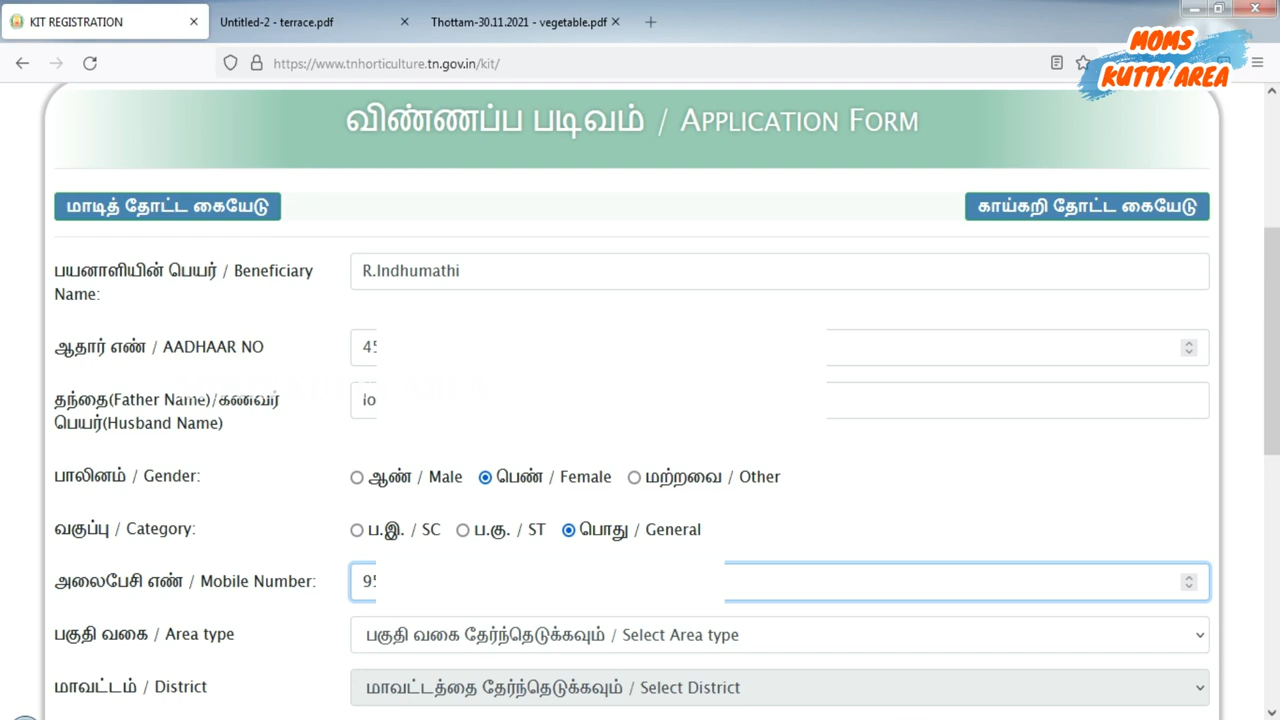 KIT REGISTRATION
Untitled-2 - terrace.pdf
Thottam-30.11.2021 - vegetable.pdf
https://www.tnhorticulture.tn.gov.in/kit/
MOMS
KUTTY AREA
விண்ணப்ப படிவம் / APPLICATION FORM
மாடித் தோட்ட கையேடு
காய்கறி தோட்ட கையேடு
பயனாளியின் பெயர் / Beneficiary
Name:
R.Indhumathi
ஆதார் எண் / AADHAAR NO
45
தந்தை(Father Name)/கணவர்
பெயர்(Husband Name)
lo
பாலினம் / Gender:
ஆண் / Male
பெண் / Female
மற்றவை / Other
வகுப்பு / Category:
ப.இ. / SC
ப.கு. / ST
பொது / General
அலைபேசி எண் / Mobile Number:
95
பகுதி வகை / Area type
பகுதி வகை தேர்ந்தெடுக்கவும் / Select Area type
மாவட்டம் / District
மாவட்டத்தை தேர்ந்தெடுக்கவும் / Select District